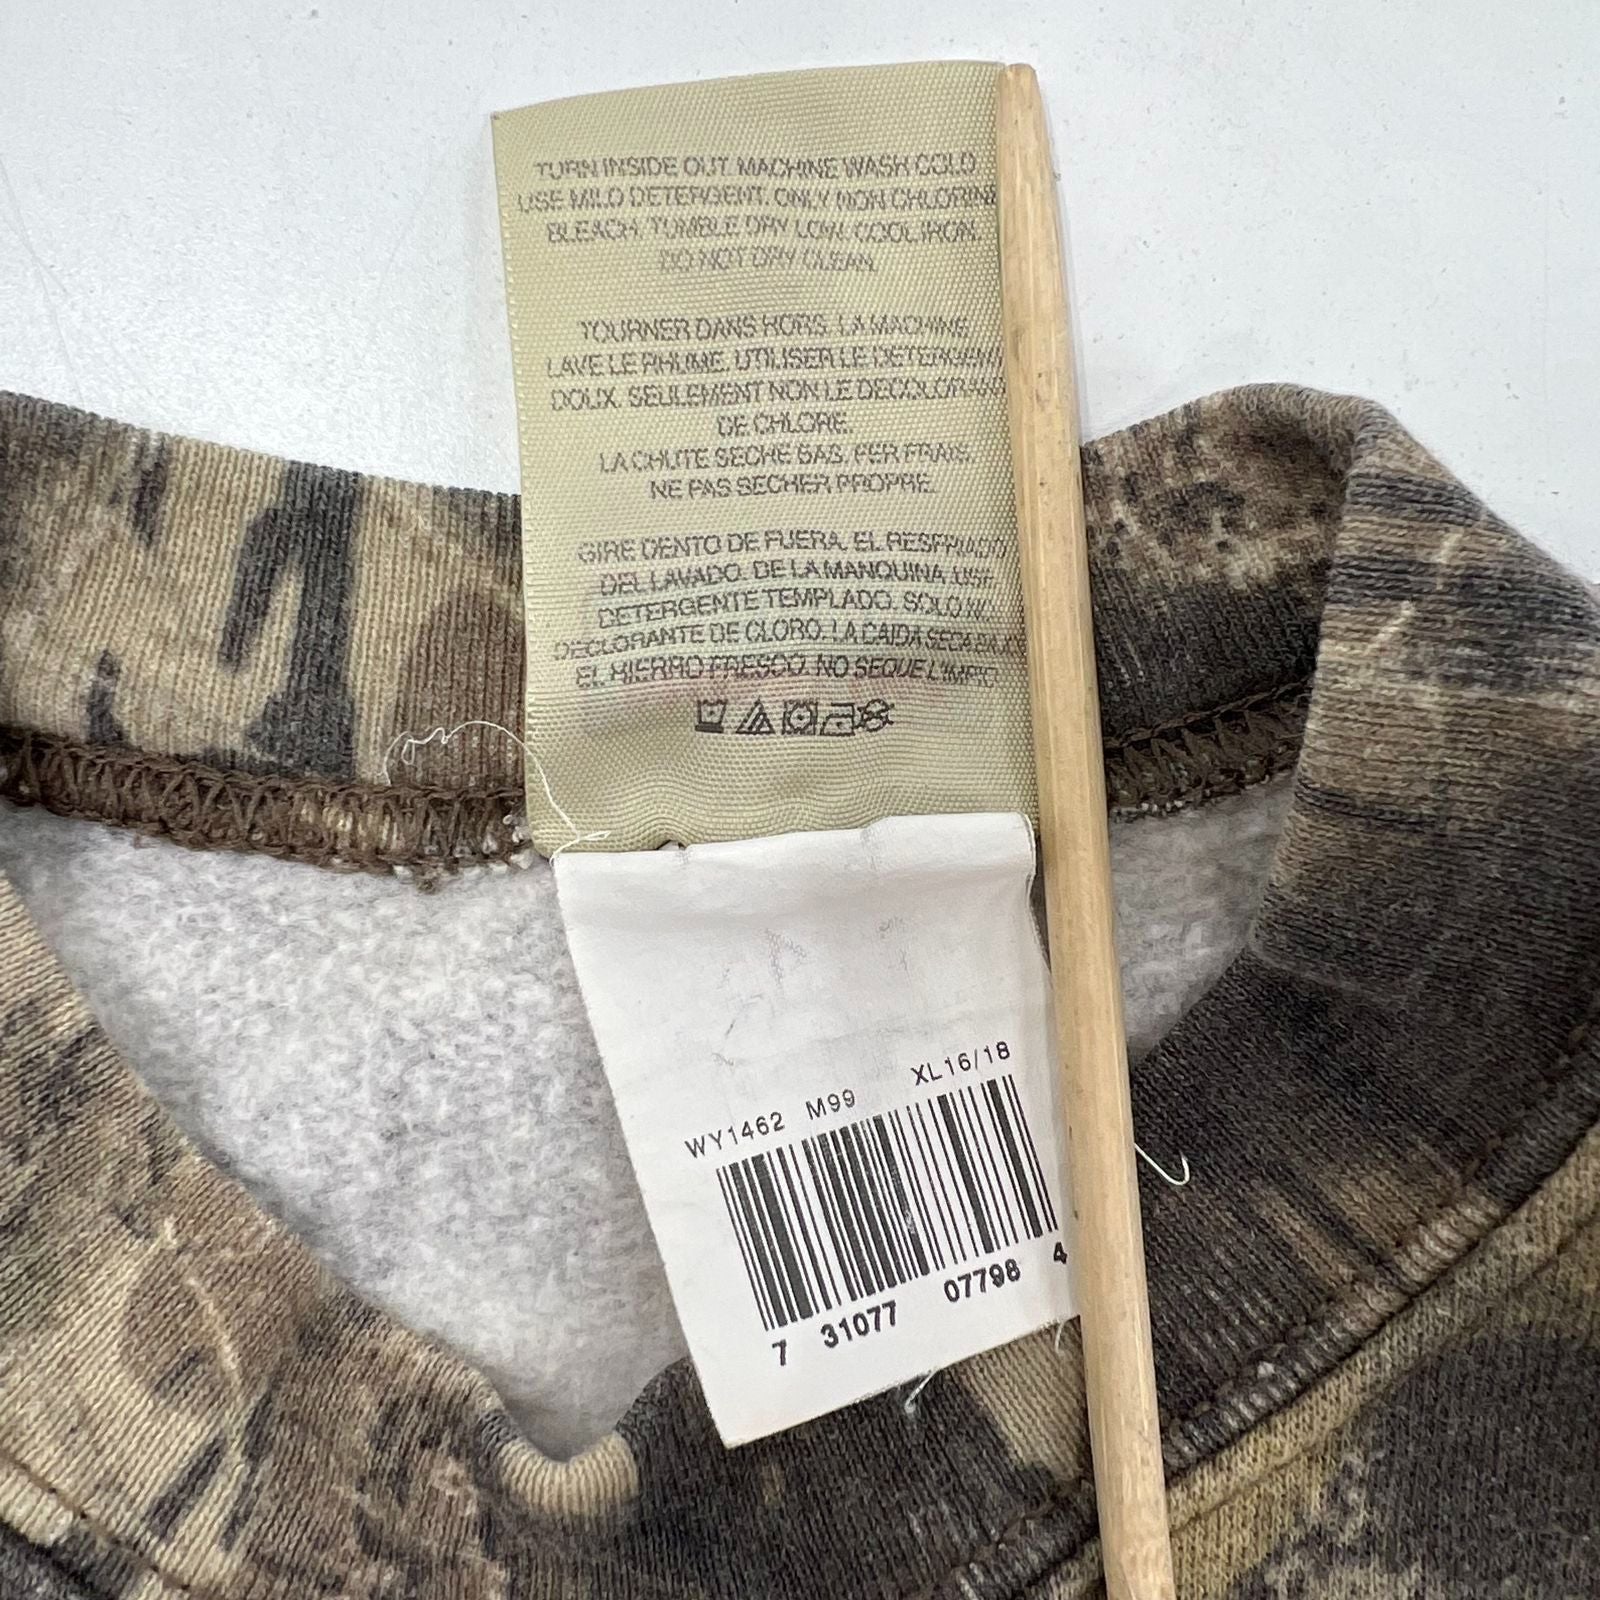 TURN INSIDE OUT. MACHINE WASH COLD.
USE MILD DETERGENT. ONLY NON CHLORINE
BLEACH. TUMBLE DRY LOW. COOL IRON.
DO NOT DRY CLEAN.
TOURNER DANS HORS. LA MACHINE
LAVE LE RHUME. UTILISER LE DETERGENT
DOUX. SEULEMENT NON LE DECOLORANT
DE CHLORE.
LA CHUTE SECHE BAS. FER FRAIS.
NE PAS SECHER PROPRE.
GIRE DENTO DE FUERA. EL RESFRIADO
DEL LAVADO. DE LA MANQUINA. USE
DETERGENTE TEMPLADO. SOLO NO
DECLORANTE DE CLORO. LA CAIDA SECA BAJO
EL HIERRO FRESCO. NO SEQUE L'IMPIO.
WY1462 M99 XL16/18
7 31077 07798 4